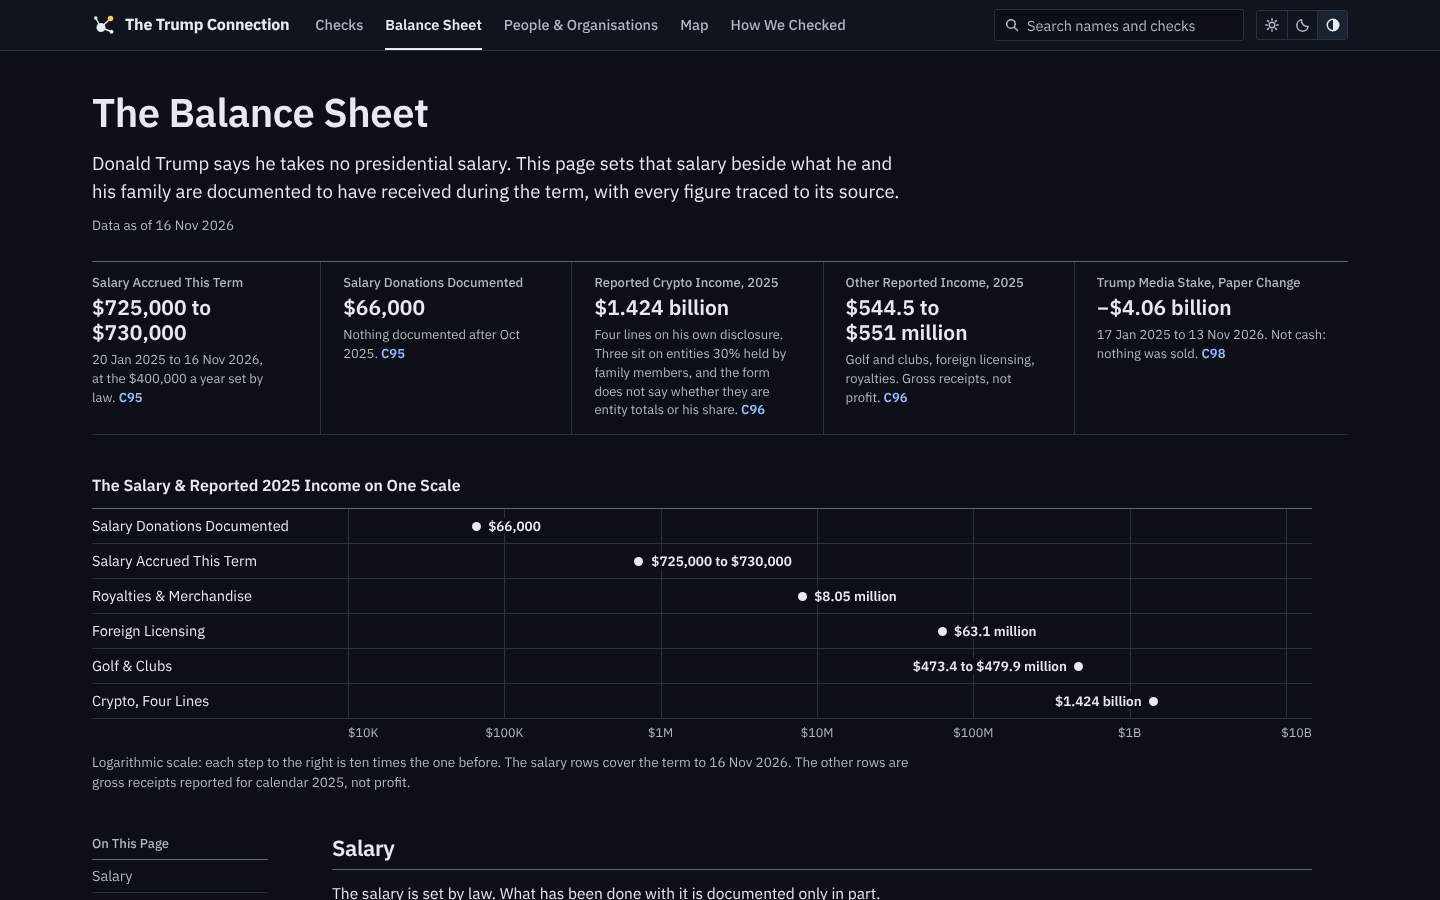 The Trump Connection
Checks
Balance Sheet
People & Organisations
Map
How We Checked
Search names and checks
The Balance Sheet
Donald Trump says he takes no presidential salary. This page sets that salary beside what he and
his family are documented to have received during the term, with every figure traced to its source.
Data as of 16 Nov 2026
Salary Accrued This Term
$725,000 to
$730,000
20 Jan 2025 to 16 Nov 2026,
at the $400,000 a year set by
law. C95
Salary Donations Documented
$66,000
Nothing documented after Oct
2025. C95
Reported Crypto Income, 2025
$1.424 billion
Four lines on his own disclosure.
Three sit on entities 30% held by
family members, and the form
does not say whether they are
entity totals or his share. C96
Other Reported Income, 2025
$544.5 to
$551 million
Golf and clubs, foreign licensing,
royalties. Gross receipts, not
profit. C96
Trump Media Stake, Paper Change
−$4.06 billion
17 Jan 2025 to 13 Nov 2026. Not cash:
nothing was sold. C98
The Salary & Reported 2025 Income on One Scale
Salary Donations Documented $66,000
Salary Accrued This Term $725,000 to $730,000
Royalties & Merchandise $8.05 million
Foreign Licensing $63.1 million
Golf & Clubs $473.4 to $479.9 million
Crypto, Four Lines $1.424 billion
$10K $100K $1M $10M $100M $1B $10B
Logarithmic scale: each step to the right is ten times the one before. The salary rows cover the term to 16 Nov 2026. The other rows are
gross receipts reported for calendar 2025, not profit.
On This Page
Salary
Salary
The salary is set by law. What has been done with it is documented only in part.